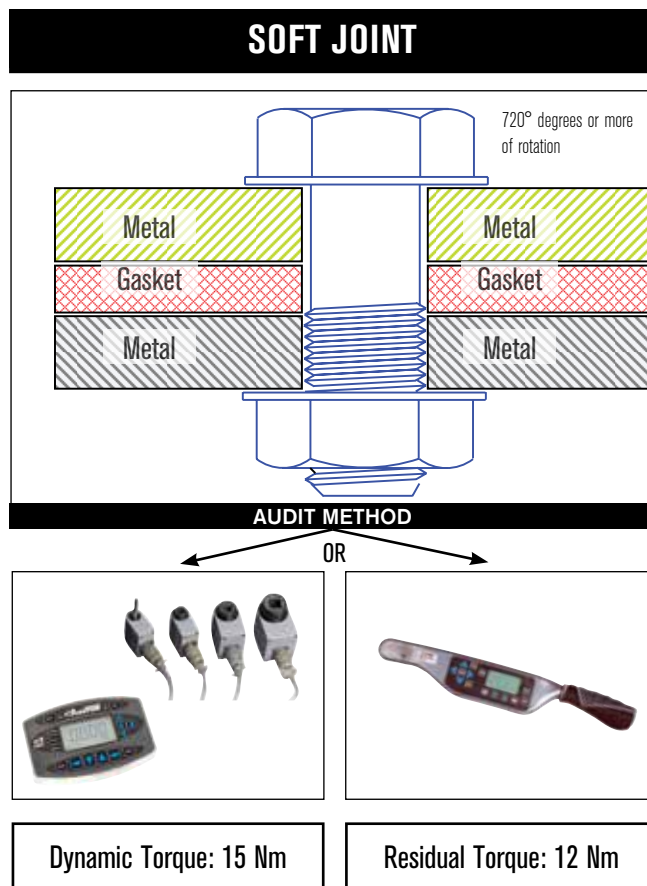 SOFT JOINT
720° degrees or more
of rotation
Metal
Metal
Gasket
Gasket
Metal
Metal
AUDIT METHOD
OR
Dynamic Torque: 15 Nm
Residual Torque: 12 Nm